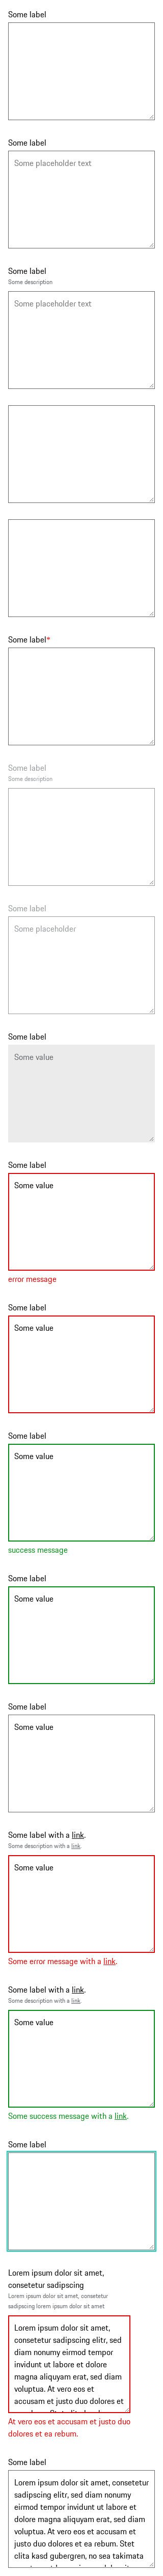 Some label
Some label
Some placeholder text
Some label
Some description
Some placeholder text
Some label*
Some label
Some description
Some label
Some placeholder
Some label
Some value
Some label
Some value
error message
Some label
Some value
Some label
Some value
success message
Some label
Some value
Some label
Some value
Some label with a link.
Some description with a link.
Some value
Some error message with a link.
Some label with a link.
Some description with a link.
Some value
Some success message with a link.
Some label
Lorem ipsum dolor sit amet,
consetetur sadipscing
Lorem ipsum dolor sit amet, consetetur
sadipscing lorem ipsum dolor sit amet
Lorem ipsum dolor sit amet,
consetetur sadipscing elitr, sed
diam nonumy eirmod tempor
invidunt ut labore et dolore
magna aliquyam erat, sed diam
voluptua. At vero eos et
accusam et justo duo dolores et
At vero eos et accusam et justo duo
dolores et ea rebum.
Some label
Lorem ipsum dolor sit amet, consetetur
sadipscing elitr, sed diam nonumy eirmod
tempor invidunt ut labore et dolore
magna aliquyam erat, sed diam
voluptua. At vero eos et accusam et
justo duo dolores et ea rebum. Stet
clita kasd gubergren, no sea takimata